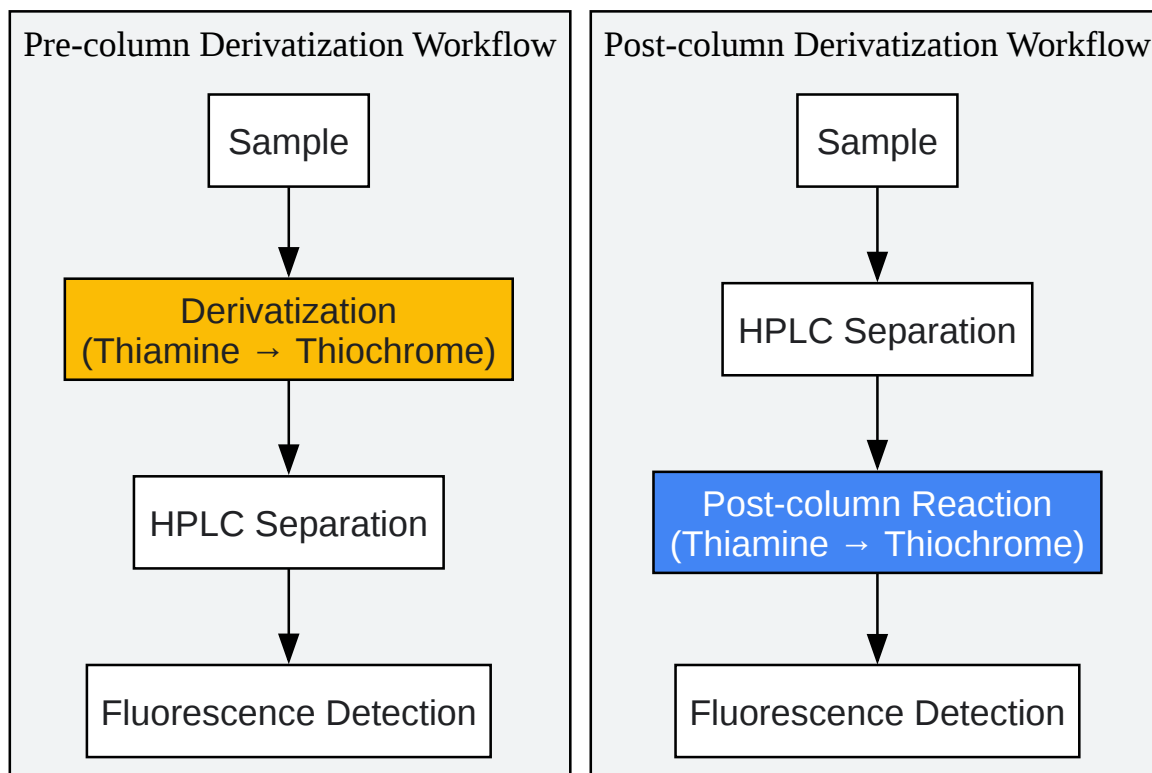 Pre-column Derivatization Workflow
Sample
Derivatization
(Thiamine → Thiochrome)
HPLC Separation
Fluorescence Detection
Post-column Derivatization Workflow
Sample
HPLC Separation
Post-column Reaction
(Thiamine → Thiochrome)
Fluorescence Detection